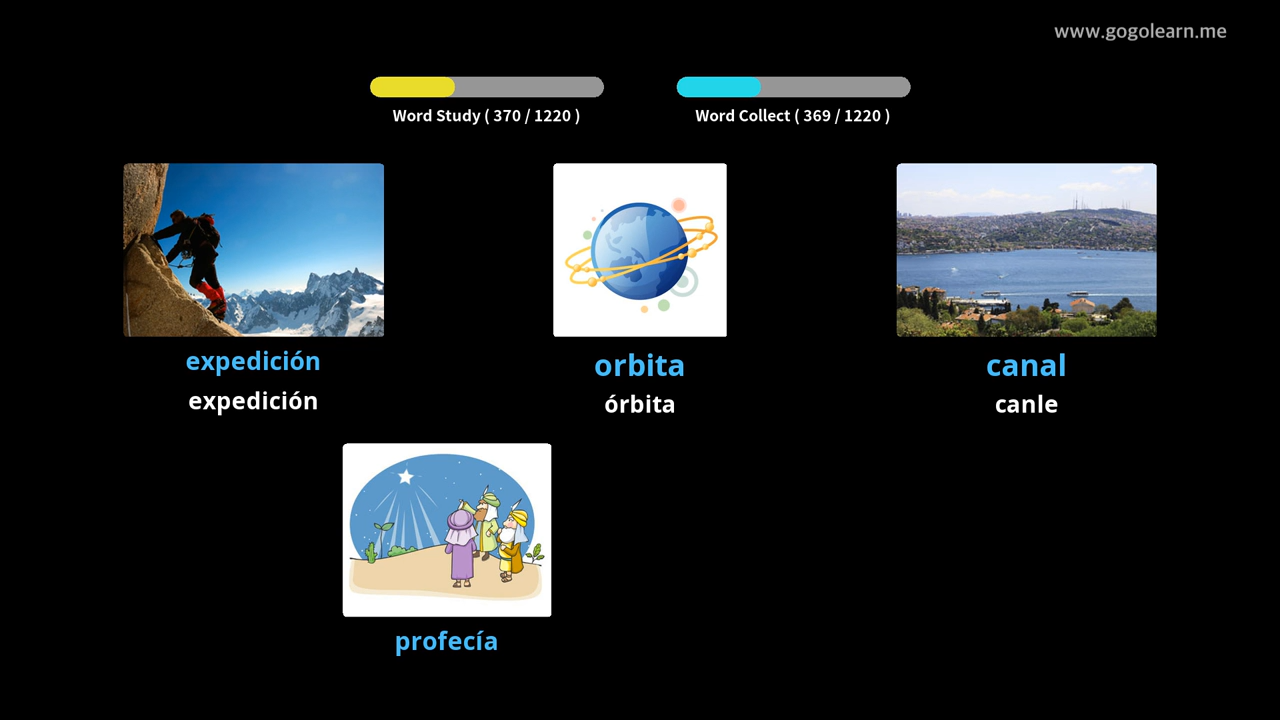 www.gogolearn.me
Word Study ( 370 / 1220 )
Word Collect ( 369 / 1220 )
expedición
expedición
orbita
órbita
canal
canle
profecía